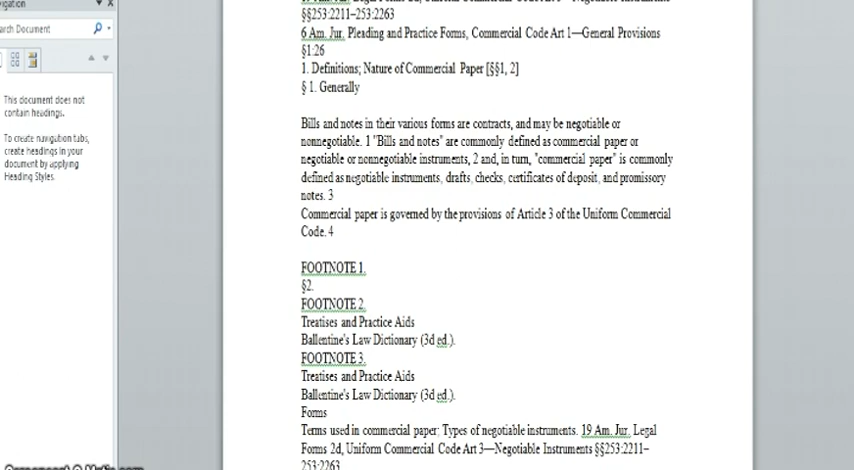 vigation
arch Document
This document does not
contain headings.
To create navigation tabs,
create headings in your
document by applying
Heading Styles.
§§253:2211–253:2263
6 Am. Jur. Pleading and Practice Forms, Commercial Code Art 1—General Provisions
§1:26
1. Definitions; Nature of Commercial Paper [§§1, 2]
§ 1. Generally
Bills and notes in their various forms are contracts, and may be negotiable or
nonnegotiable. 1 "Bills and notes" are commonly defined as commercial paper or
negotiable or nonnegotiable instruments, 2 and, in turn, "commercial paper" is commonly
defined as negotiable instruments, drafts, checks, certificates of deposit, and promissory
notes. 3
Commercial paper is governed by the provisions of Article 3 of the Uniform Commercial
Code. 4
FOOTNOTE 1.
§2.
FOOTNOTE 2.
Treatises and Practice Aids
Ballentine's Law Dictionary (3d ed.).
FOOTNOTE 3.
Treatises and Practice Aids
Ballentine's Law Dictionary (3d ed.).
Forms
Terms used in commercial paper: Types of negotiable instruments. 19 Am. Jur. Legal
Forms 2d, Uniform Commercial Code Art 3—Negotiable Instruments §§253:2211–
253:2263